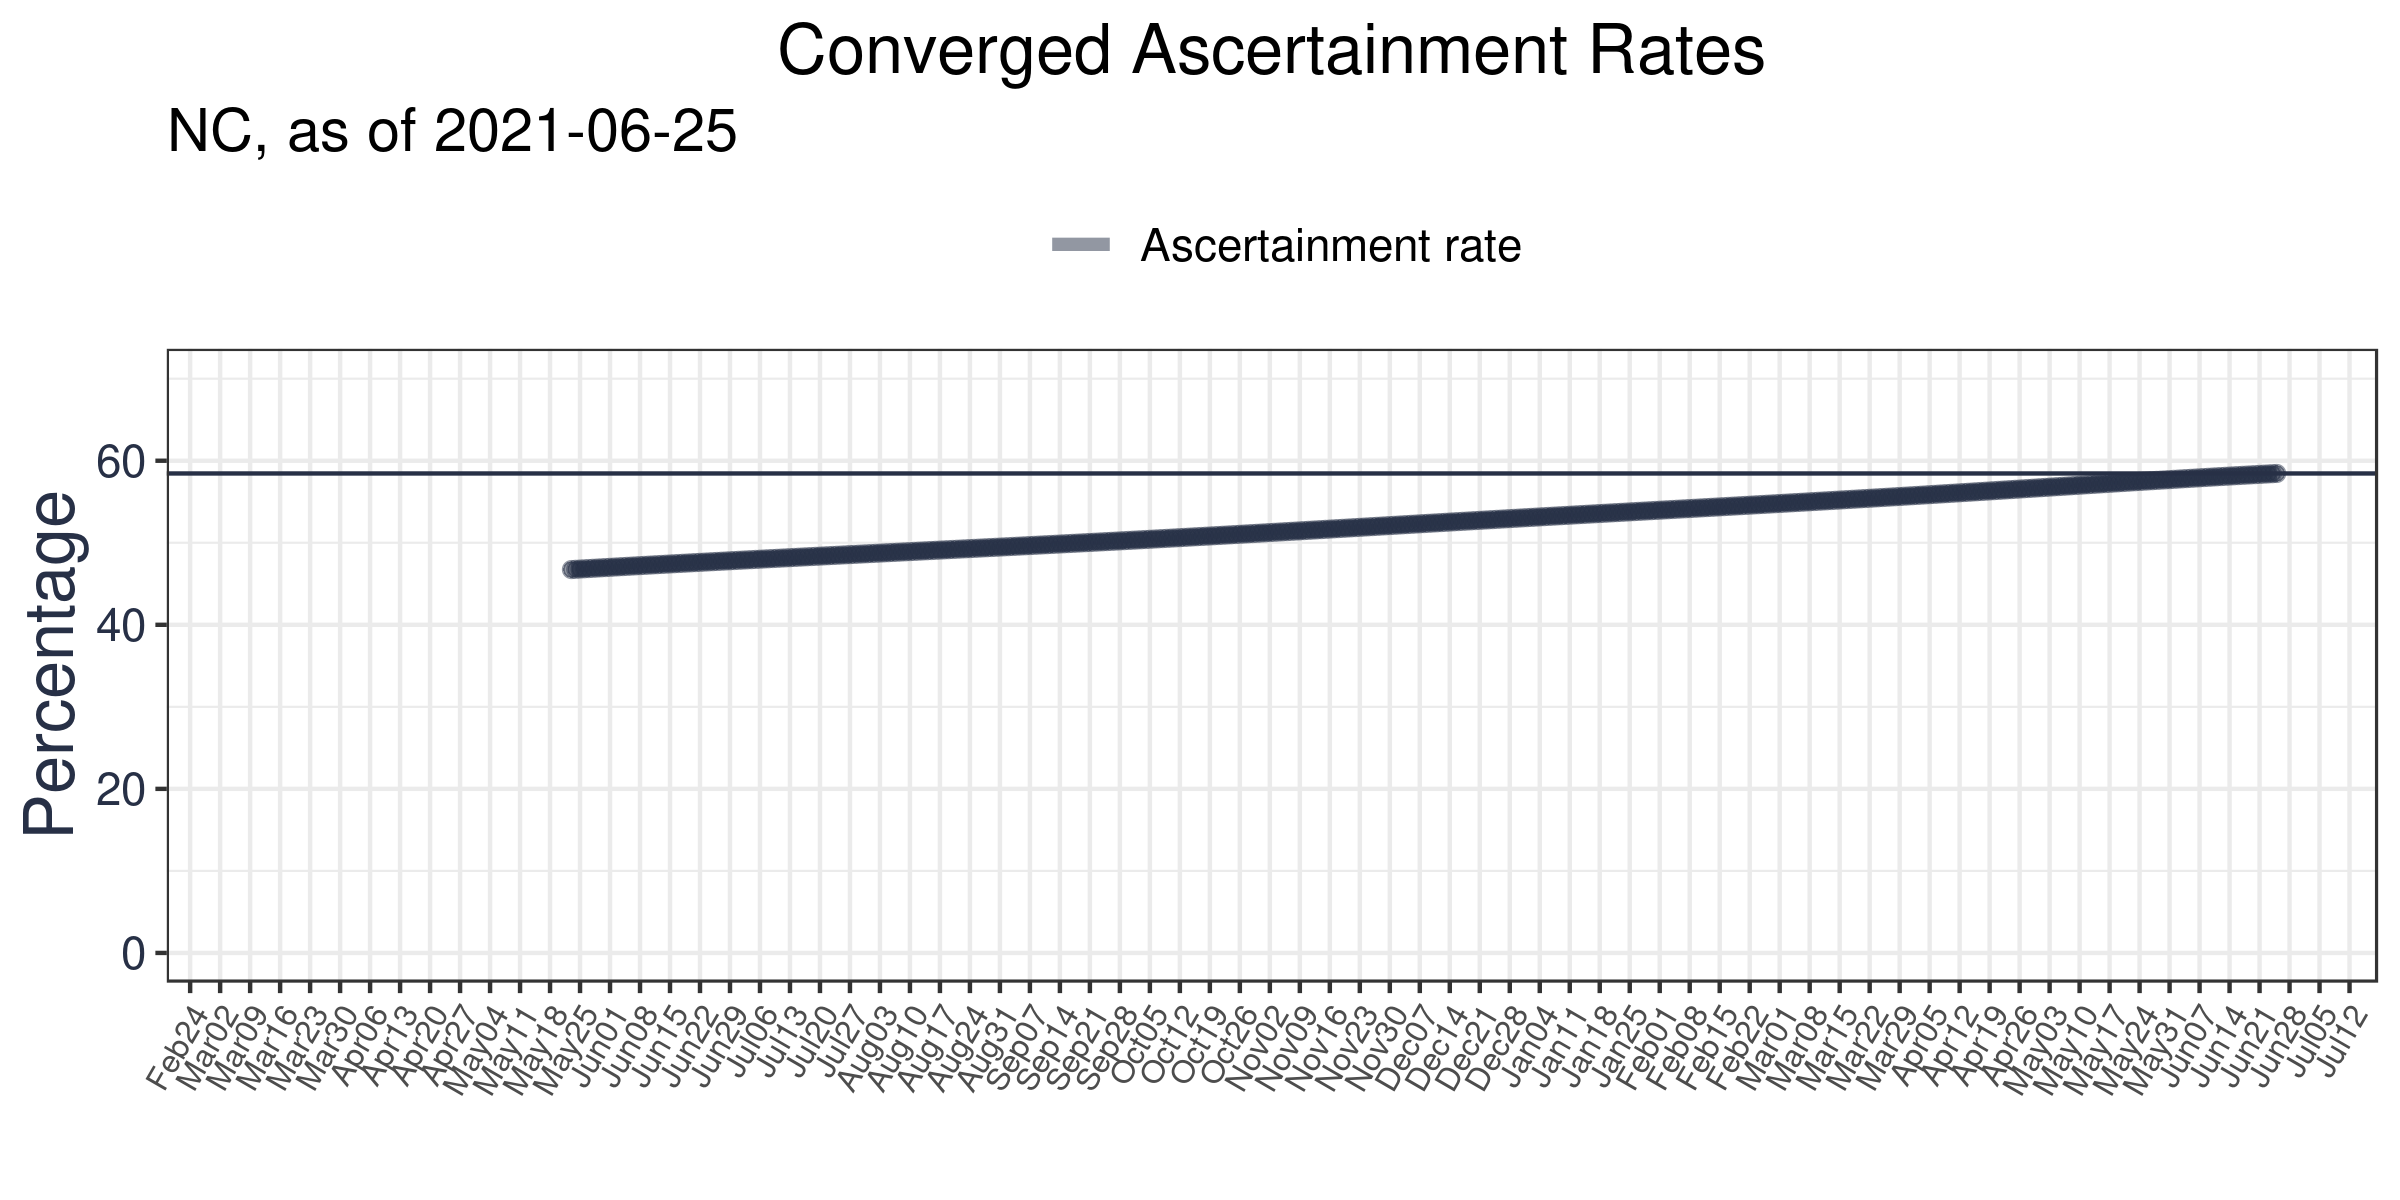 Converged Ascertainment Rates
NC, as of 2021-06-25
Ascertainment rate
Percentage
60
40
20
0
Feb24 Mar02 Mar09 Mar16 Mar23 Mar30 Apr06 Apr13 Apr20 Apr27 May04 May11 May18 May25 Jun01 Jun08 Jun15 Jun22 Jun29 Jul06 Jul13 Jul20 Jul27 Aug03 Aug10 Aug17 Aug24 Aug31 Sep07 Sep14 Sep21 Sep28 Oct05 Oct12 Oct19 Oct26 Nov02 Nov09 Nov16 Nov23 Nov30 Dec07 Dec14 Dec21 Dec28 Jan04 Jan11 Jan18 Jan25 Feb01 Feb08 Feb15 Feb22 Mar01 Mar08 Mar15 Mar22 Mar29 Apr05 Apr12 Apr19 Apr26 May03 May10 May17 May24 May31 Jun07 Jun14 Jun21 Jun28 Jul05 Jul12